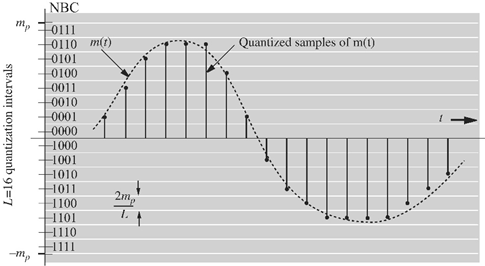 NBC
m_p
0111
0110
m(t)
Quantized samples of m(t)
0101
0100
0011
0010
0001
t
0000
1000
1001
1010
1011
2m_p
L
1100
1101
1110
1111
−m_p
L=16 quantization intervals